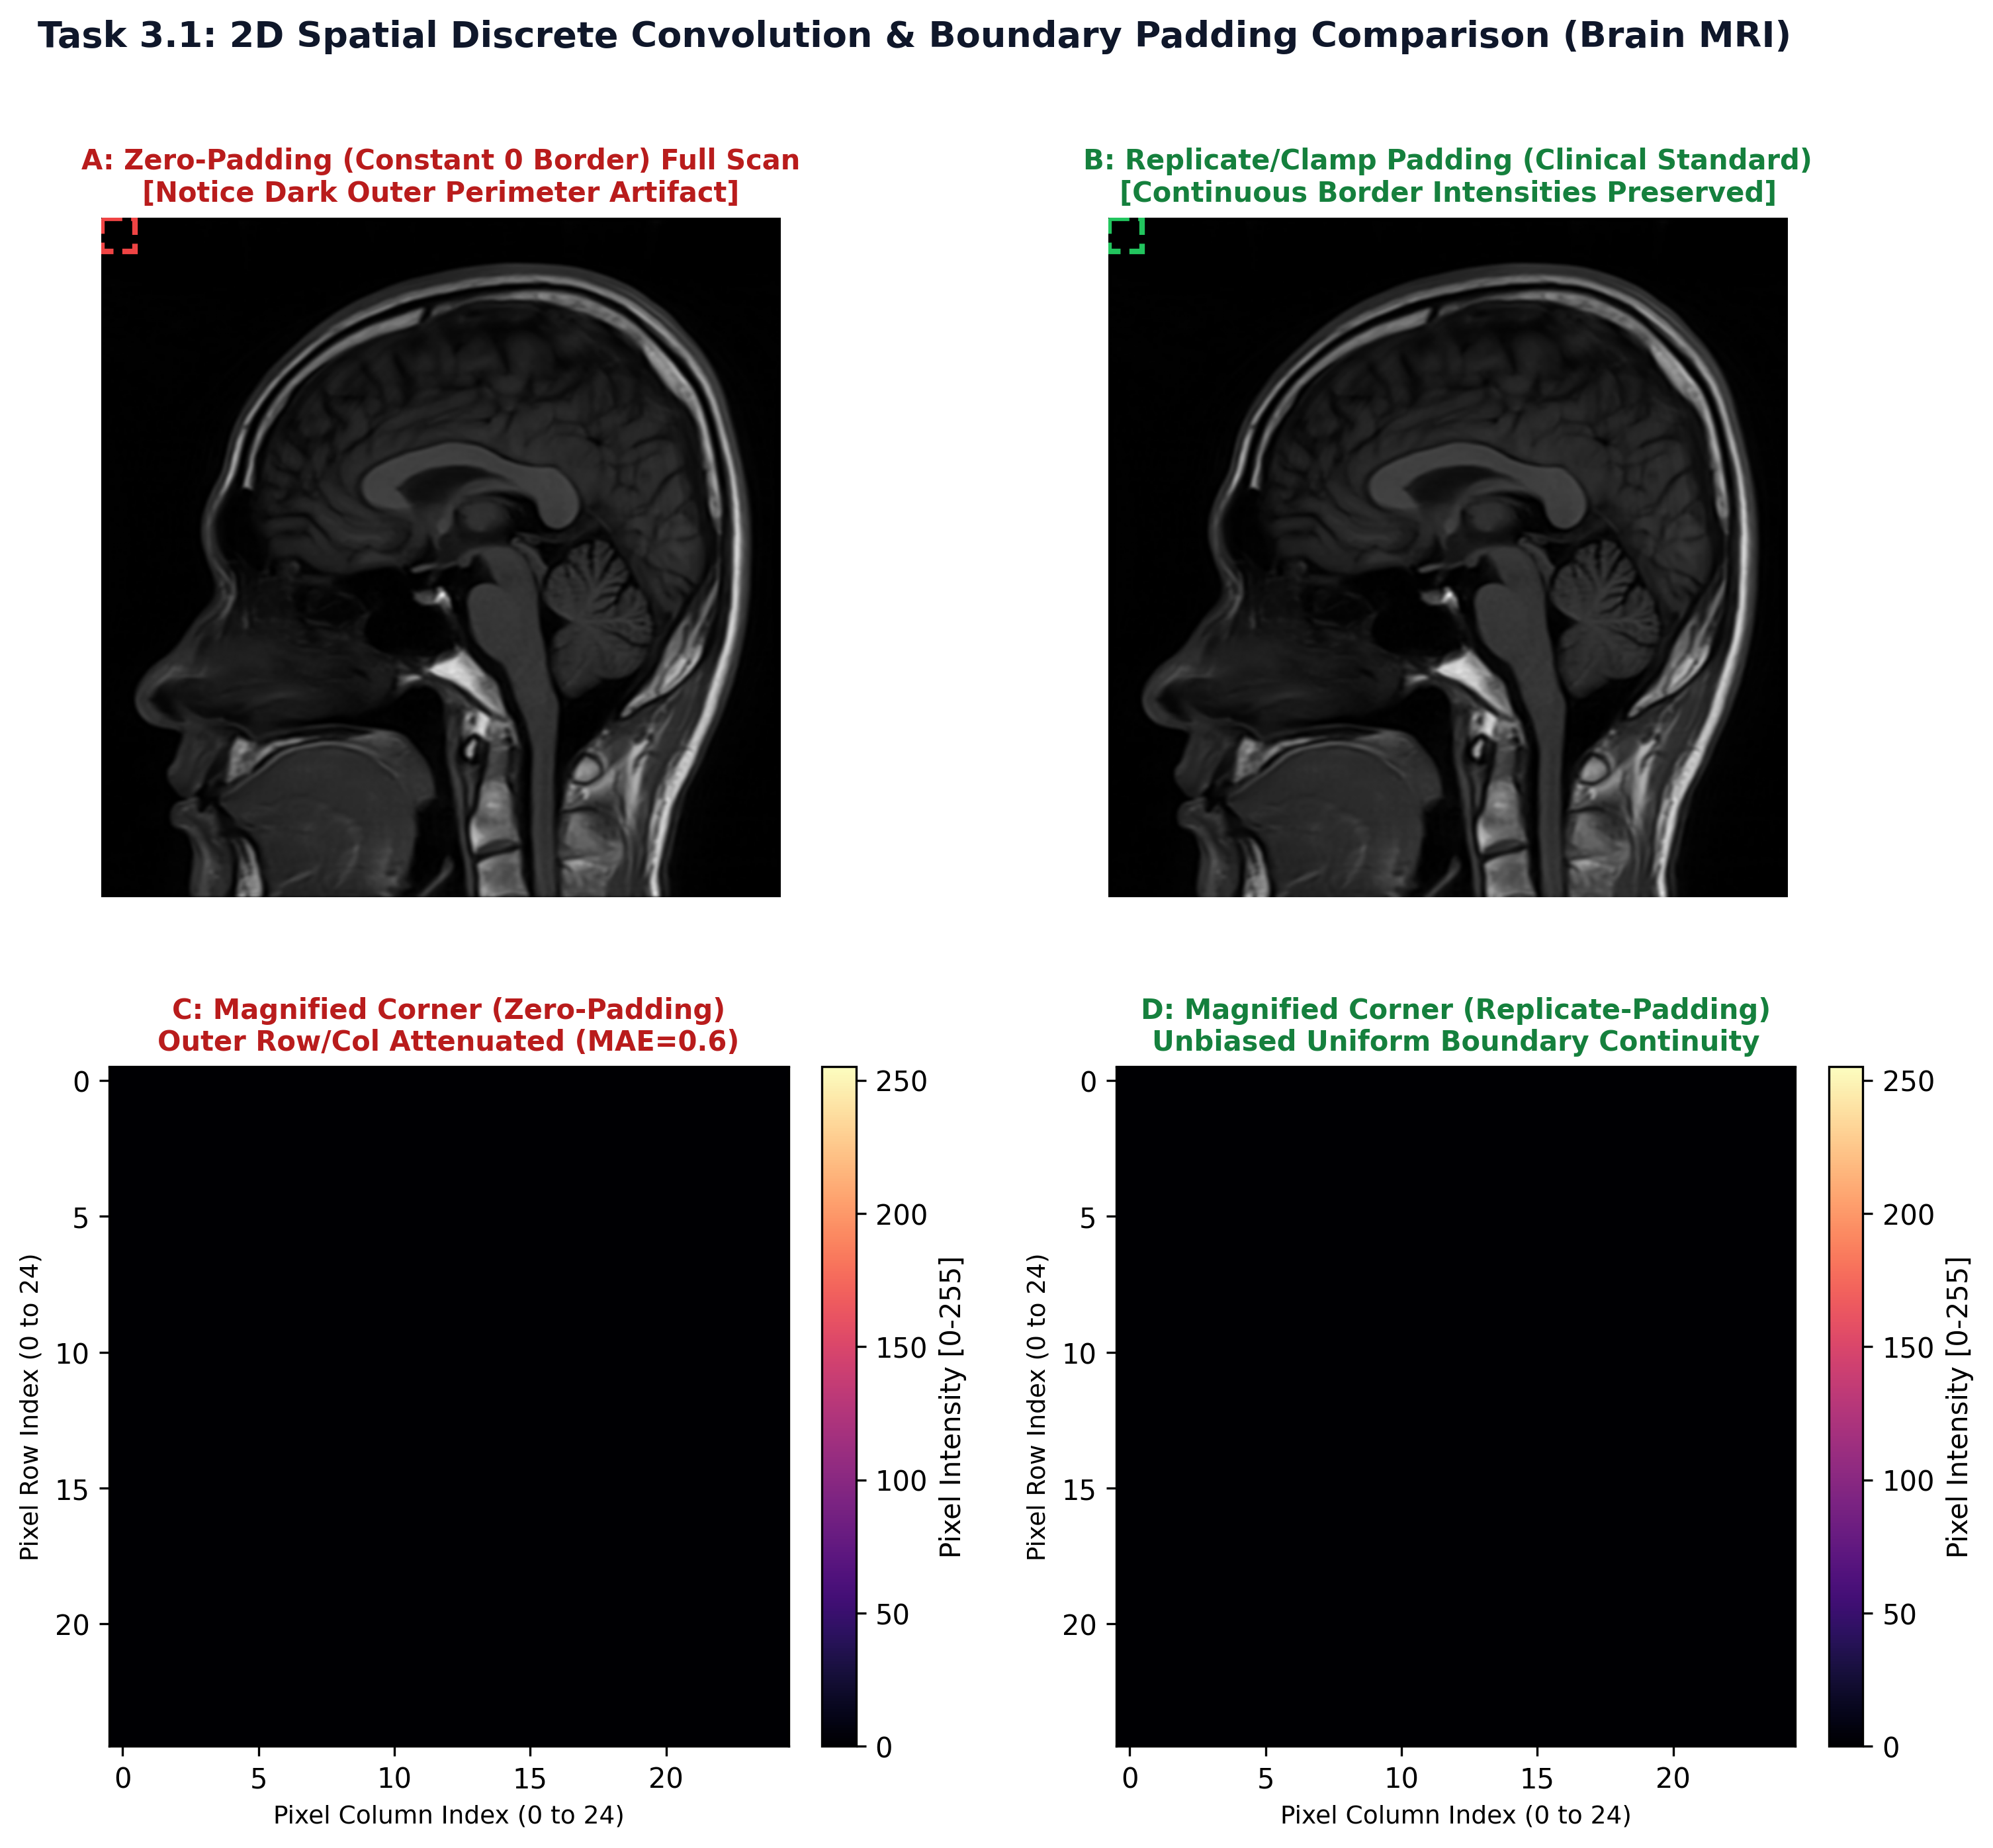 Task 3.1: 2D Spatial Discrete Convolution & Boundary Padding Comparison (Brain MRI)
A: Zero-Padding (Constant 0 Border) Full Scan
[Notice Dark Outer Perimeter Artifact]
B: Replicate/Clamp Padding (Clinical Standard)
[Continuous Border Intensities Preserved]
C: Magnified Corner (Zero-Padding)
Outer Row/Col Attenuated (MAE=0.6)
0
5
10
15
20
Pixel Row Index (0 to 24)
0
5
10
15
20
Pixel Column Index (0 to 24)
250
200
150
100
50
0
Pixel Intensity [0-255]
D: Magnified Corner (Replicate-Padding)
Unbiased Uniform Boundary Continuity
0
5
10
15
20
Pixel Row Index (0 to 24)
0
5
10
15
20
Pixel Column Index (0 to 24)
250
200
150
100
50
0
Pixel Intensity [0-255]